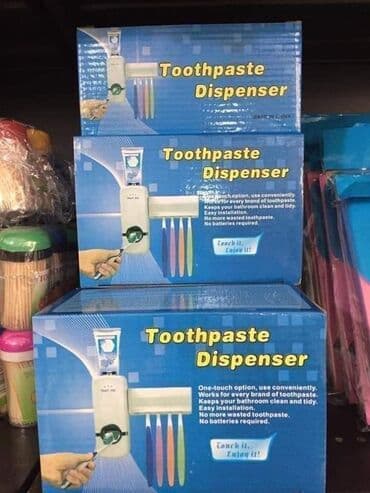 Toothpaste
Dispenser
MADE IN CHINA
Toothpaste
Dispenser
option, use conveniently.
for every brand of toothpaste.
Keeps your bathroom clean and tidy.
Easy installation.
No more wasted toothpaste.
No batteries required.
Touch it,
Enjoy it!
Toothpaste
Dispenser
One-touch option, use conveniently.
Works for every brand of toothpaste.
Keeps your bathroom clean and tidy.
Easy installation.
No more wasted toothpaste.
No batteries required.
Touch it,
Enjoy it!